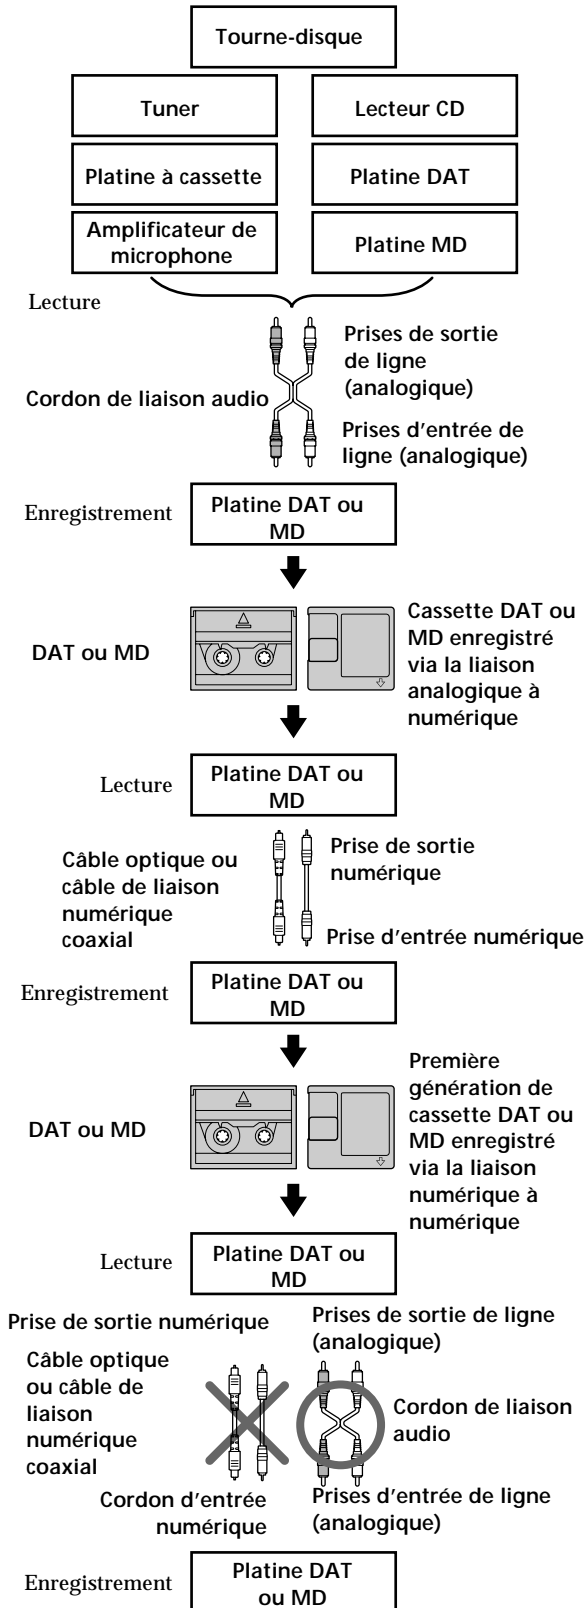 Tourne-disque
Tuner
Lecteur CD
Platine à cassette
Platine DAT
Amplificateur de
microphone
Platine MD
Lecture
Prises de sortie
de ligne
(analogique)
Cordon de liaison audio
Prises d'entrée de
ligne (analogique)
Enregistrement
Platine DAT ou
MD
DAT ou MD
Cassette DAT ou
MD enregistré
via la liaison
analogique à
numérique
Lecture
Platine DAT ou
MD
Câble optique ou
câble de liaison
numérique
coaxial
Prise de sortie
numérique
Prise d'entrée numérique
Enregistrement
Platine DAT ou
MD
DAT ou MD
Première
génération de
cassette DAT ou
MD enregistré
via la liaison
numérique à
numérique
Lecture
Platine DAT ou
MD
Prise de sortie numérique
Prises de sortie de ligne
(analogique)
Câble optique
ou câble de
liaison
numérique
coaxial
Cordon de liaison
audio
Cordon d'entrée
numérique
Prises d'entrée de ligne
(analogique)
Enregistrement
Platine DAT
ou MD